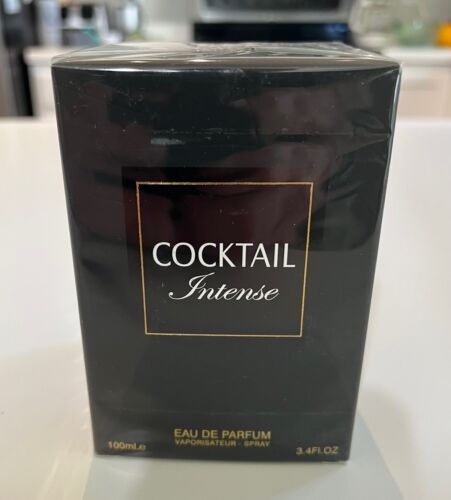 COCKTAIL
Intense
EAU DE PARFUM
VAPORISATEUR - SPRAY
100mL℮ 3.4FL.OZ